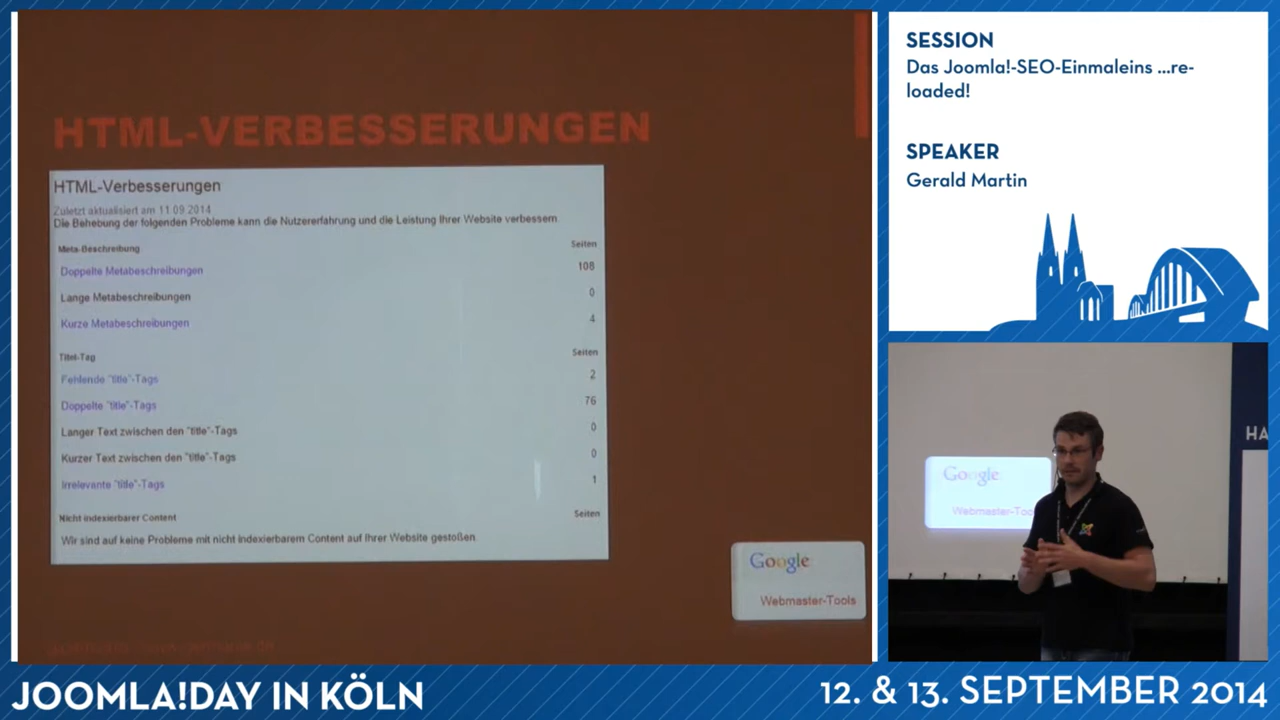 HTML-VERBESSERUNGEN
HTML-Verbesserungen
Zuletzt aktualisiert am 11.09.2014
Die Behebung der folgenden Probleme kann die Nutzererfahrung und die Leistung Ihrer Website verbessern.
Meta-Beschreibung Seiten
Doppelte Metabeschreibungen 108
Lange Metabeschreibungen 0
Kurze Metabeschreibungen 4
Titel-Tag Seiten
Fehlende "title"-Tags 2
Doppelte "title"-Tags 76
Langer Text zwischen den "title"-Tags 0
Kurzer Text zwischen den "title"-Tags 0
Irrelevante "title"-Tags 1
Nicht indexierbarer Content Seiten
Wir sind auf keine Probleme mit nicht indexierbarem Content auf Ihrer Website gestoßen.
Google
Webmaster-Tools
SESSION
Das Joomla!-SEO-Einmaleins ...re-
loaded!
SPEAKER
Gerald Martin
Google
Webmaster-Too
HA
JOOMLA!DAY IN KÖLN
12. & 13. SEPTEMBER 2014